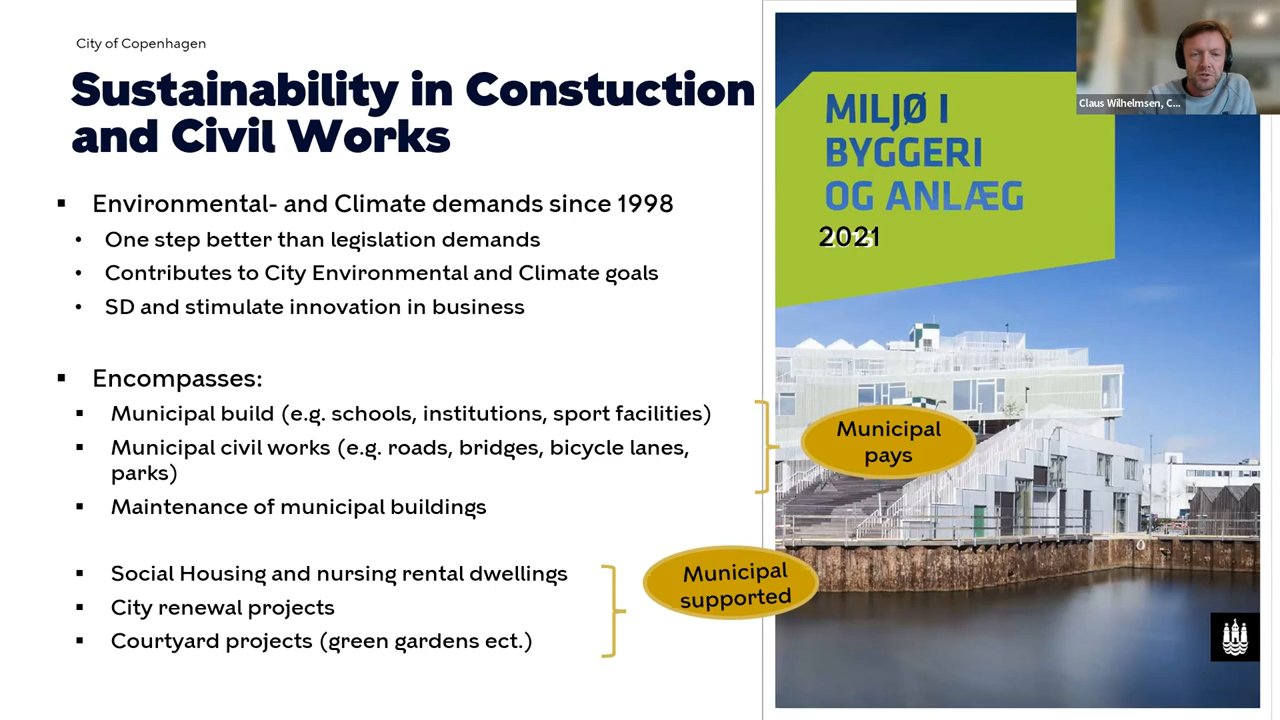 City of Copenhagen
Sustainability in Constuction
and Civil Works
▪ Environmental- and Climate demands since 1998
• One step better than legislation demands
• Contributes to City Environmental and Climate goals
• SD and stimulate innovation in business
▪ Encompasses:
▪ Municipal build (e.g. schools, institutions, sport facilities)
▪ Municipal civil works (e.g. roads, bridges, bicycle lanes,
parks)
▪ Maintenance of municipal buildings
Municipal
pays
▪ Social Housing and nursing rental dwellings
▪ City renewal projects
▪ Courtyard projects (green gardens ect.)
Municipal
supported
MILJØ I
BYGGERI
OG ANLÆG
2021
Claus Wilhelmsen, C...